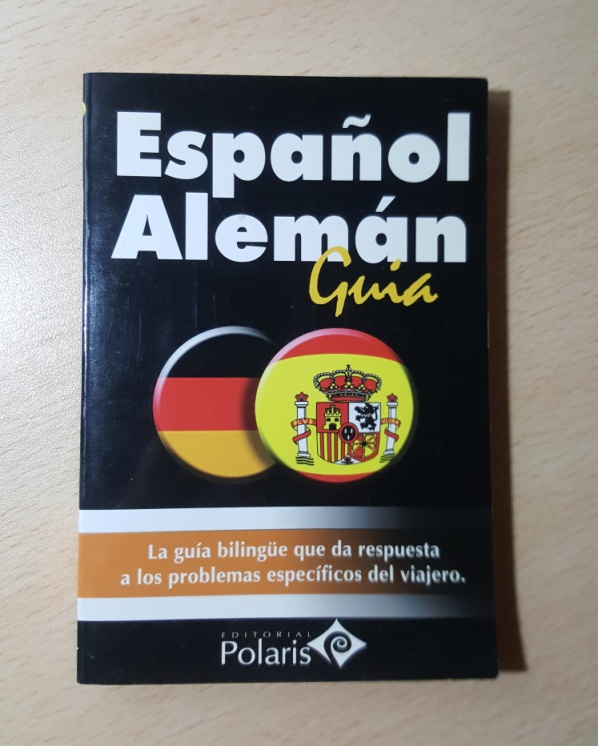 Español
Alemán
Guía
La guía bilingüe que da respuesta
a los problemas específicos del viajero.
EDITORIAL
Polaris